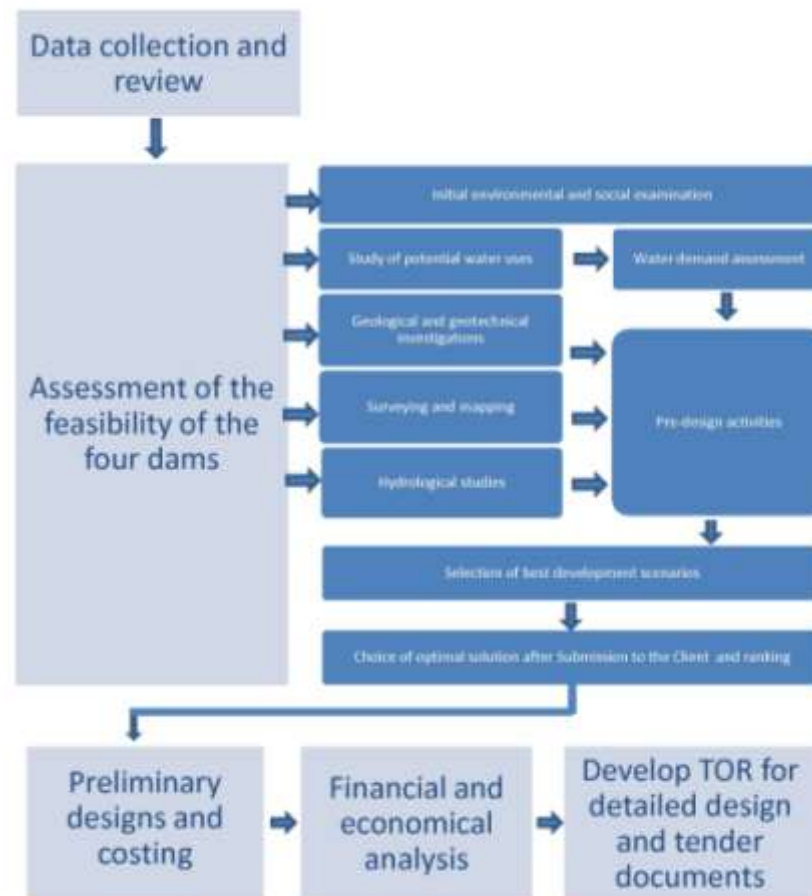 Data collection and
review
Initial environmental and social examination
Study of potential water uses
Water demand assessment
Geological and geotechnical
investigations
Assessment of the
feasibility of the
four dams
Surveying and mapping
Pre-design activities
Hydrological studies
Selection of best development scenarios
Choice of optimal solution after Submission to the Client and ranking
Preliminary
designs and
costing
Financial and
economical
analysis
Develop TOR for
detailed design
and tender
documents